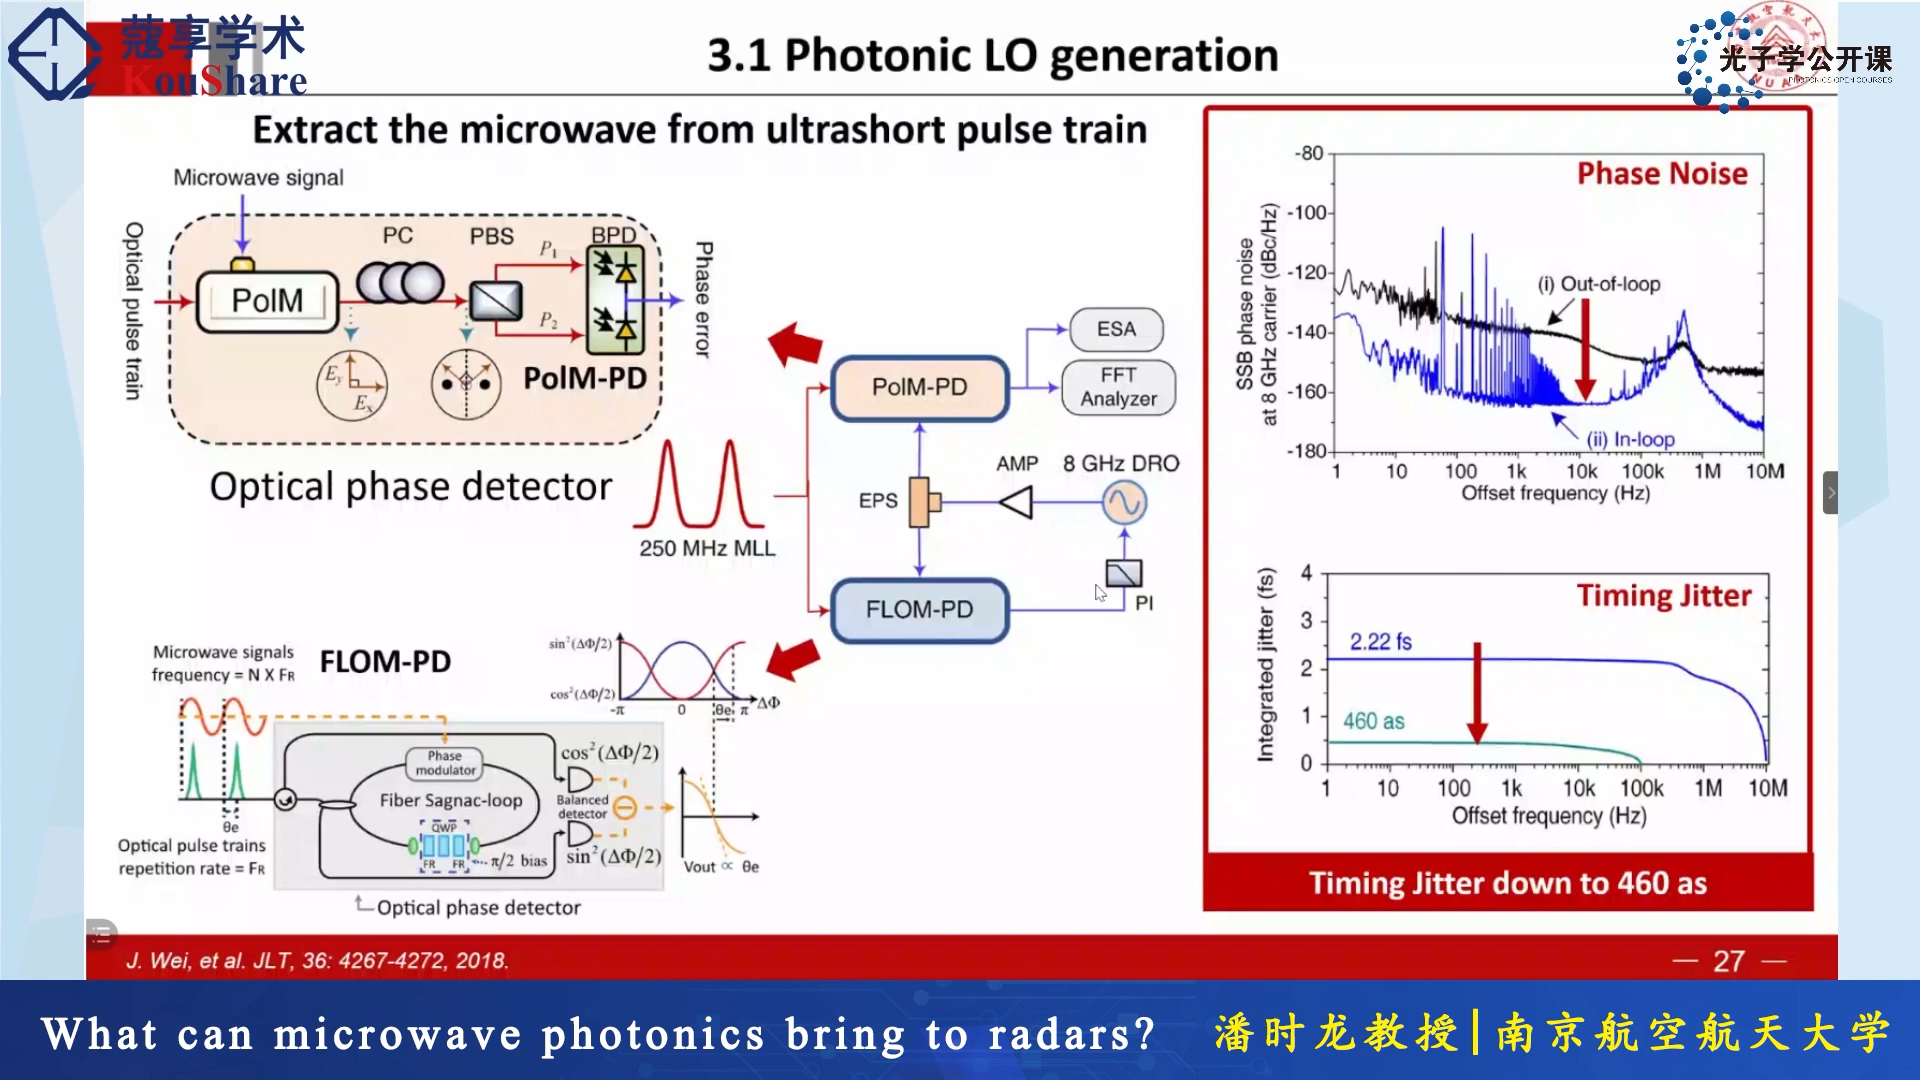 蔻享学术
KouShare
3.1 Photonic LO generation
光子学公开课
PHOTONICS OPEN COURSES
Extract the microwave from ultrashort pulse train
Microwave signal
Optical pulse train
PolM
PC
PBS
P1
P2
BPD
Phase error
Ey
Ex
PolM-PD
Optical phase detector
250 MHz MLL
PolM-PD
ESA
FFT
Analyzer
EPS
AMP
8 GHz DRO
PI
FLOM-PD
Microwave signals
frequency = N X FR
FLOM-PD
sin²(ΔΦ/2)
cos²(ΔΦ/2)
-π 0 θe π ΔΦ
Phase
modulator
Fiber Sagnac-loop
QWP
FR FR
π/2 bias
cos²(ΔΦ/2)
Balanced
detector
sin²(ΔΦ/2)
θe
Optical pulse trains
repetition rate = FR
Vout ∝ θe
Optical phase detector
Phase Noise
SSB phase noise
at 8 GHz carrier (dBc/Hz)
-80
-100
-120
-140
-160
-180
(i) Out-of-loop
(ii) In-loop
1 10 100 1k 10k 100k 1M 10M
Offset frequency (Hz)
Timing Jitter
Integrated jitter (fs)
4
3
2
1
0
2.22 fs
460 as
1 10 100 1k 10k 100k 1M 10M
Offset frequency (Hz)
Timing Jitter down to 460 as
J. Wei, et al. JLT, 36: 4267-4272, 2018.
— 27 —
What can microwave photonics bring to radars?
潘时龙教授|南京航空航天大学